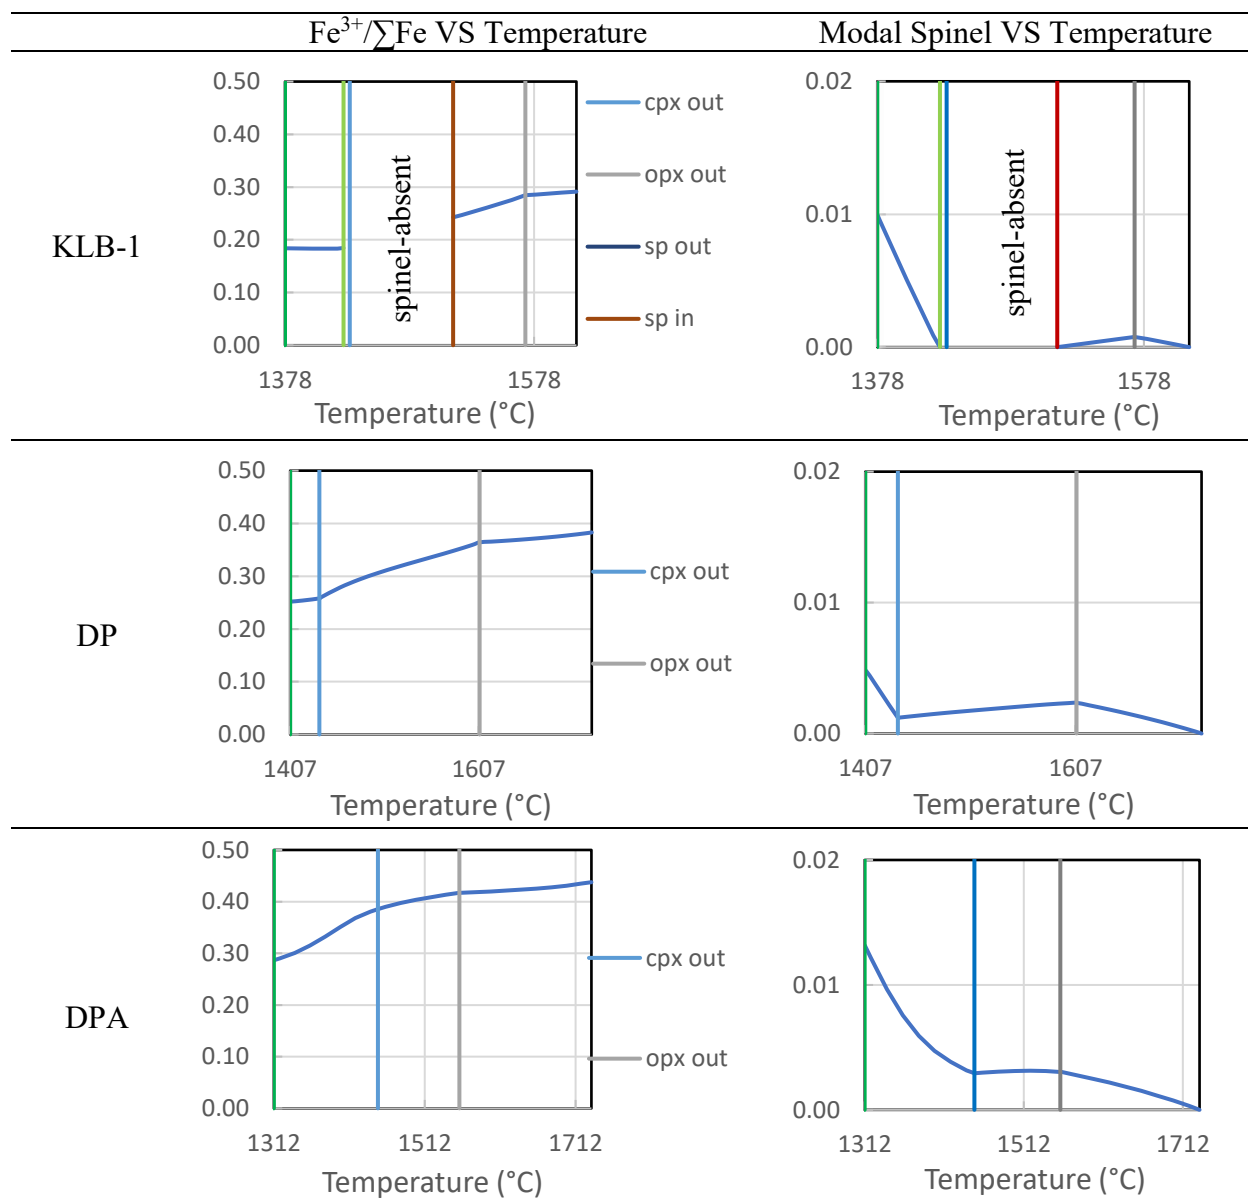 Fe³⁺/∑Fe VS Temperature
Modal Spinel VS Temperature
KLB-1
0.50
0.40
0.30
0.20
0.10
0.00
spinel-absent
1378
1578
Temperature (°C)
cpx out
opx out
sp out
sp in
0.02
0.01
0.00
spinel-absent
1378
1578
Temperature (°C)
DP
0.50
0.40
0.30
0.20
0.10
0.00
1407
1607
Temperature (°C)
cpx out
opx out
0.02
0.01
0.00
1407
1607
Temperature (°C)
DPA
0.50
0.40
0.30
0.20
0.10
0.00
1312
1512
1712
Temperature (°C)
cpx out
opx out
0.02
0.01
0.00
1312
1512
1712
Temperature (°C)